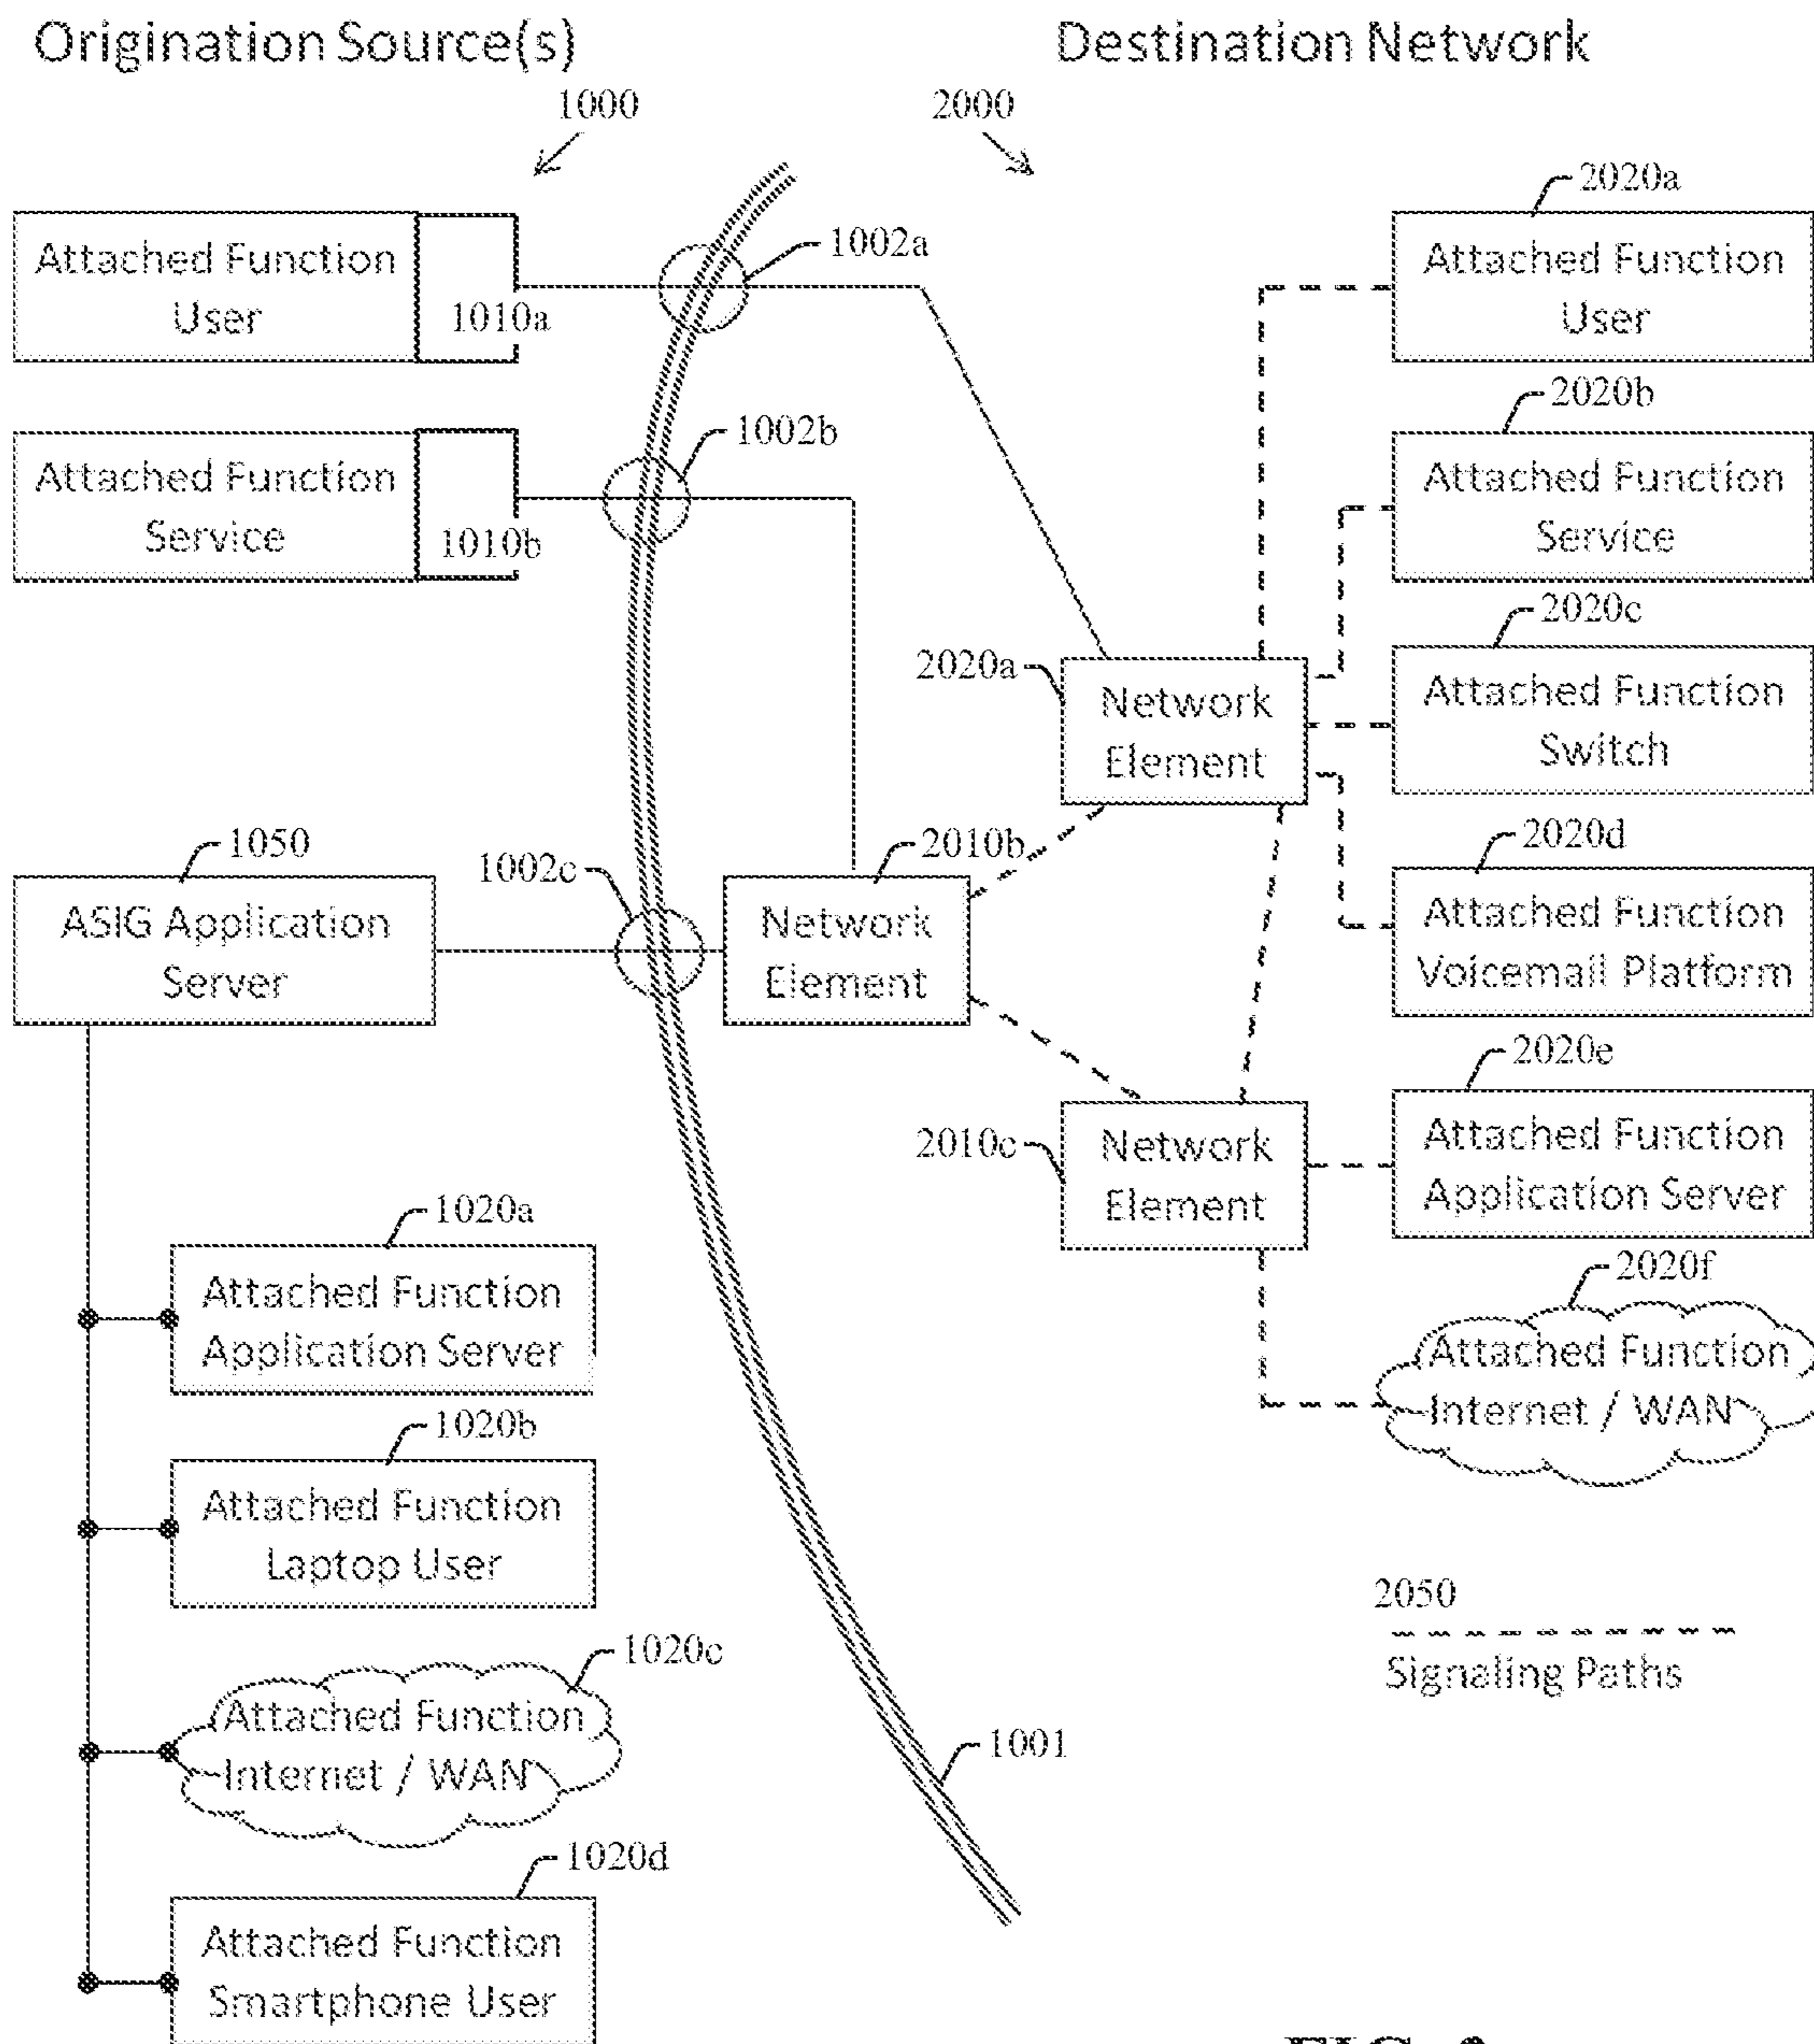 Origination Source(s)
Destination Network
1000
2000
Attached Function
User
1010a
1002a
2020a
Attached Function
User
Attached Function
Service
1010b
1002b
2020b
Attached Function
Service
2020a
Network
Element
2020c
Attached Function
Switch
1050
ASIG Application
Server
1002c
2010b
Network
Element
2020d
Attached Function
Voicemail Platform
2010c
Network
Element
2020e
Attached Function
Application Server
1020a
Attached Function
Application Server
2020f
Attached Function
Internet / WAN
1020b
Attached Function
Laptop User
2050
Signaling Paths
1020c
Attached Function
Internet / WAN
1001
1020d
Attached Function
Smartphone User